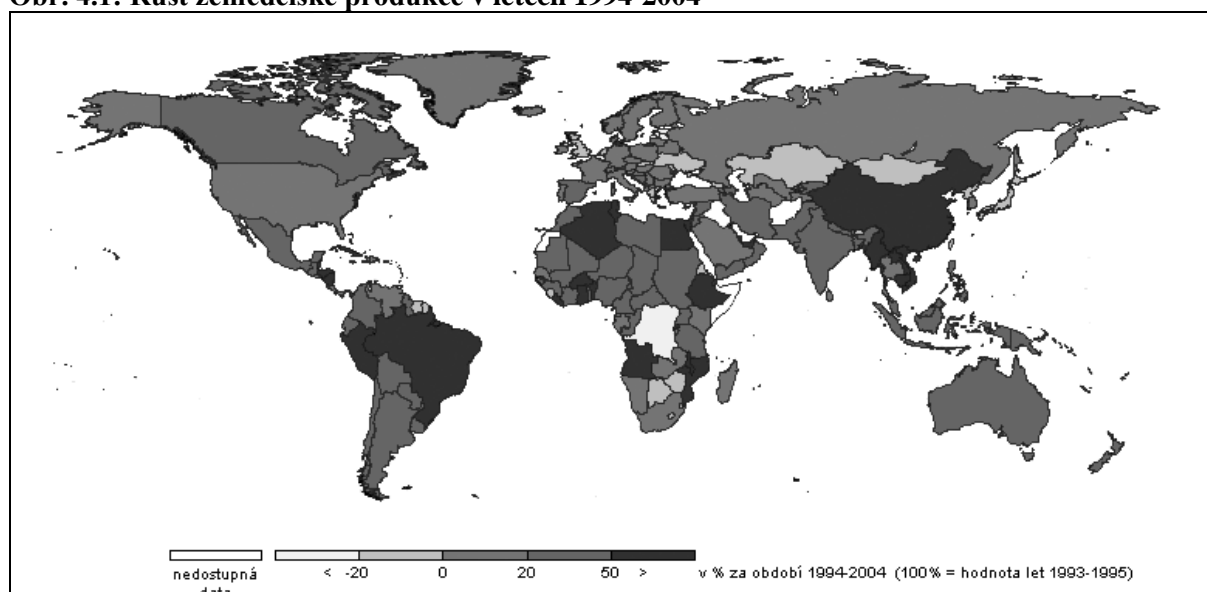 Obr. 4.1: Růst zemědělské produkce v letech 1994-2004
< -20 0 20 50 > v % za období 1994-2004 (100% = hodnota let 1993-1995)
nedostupná
data